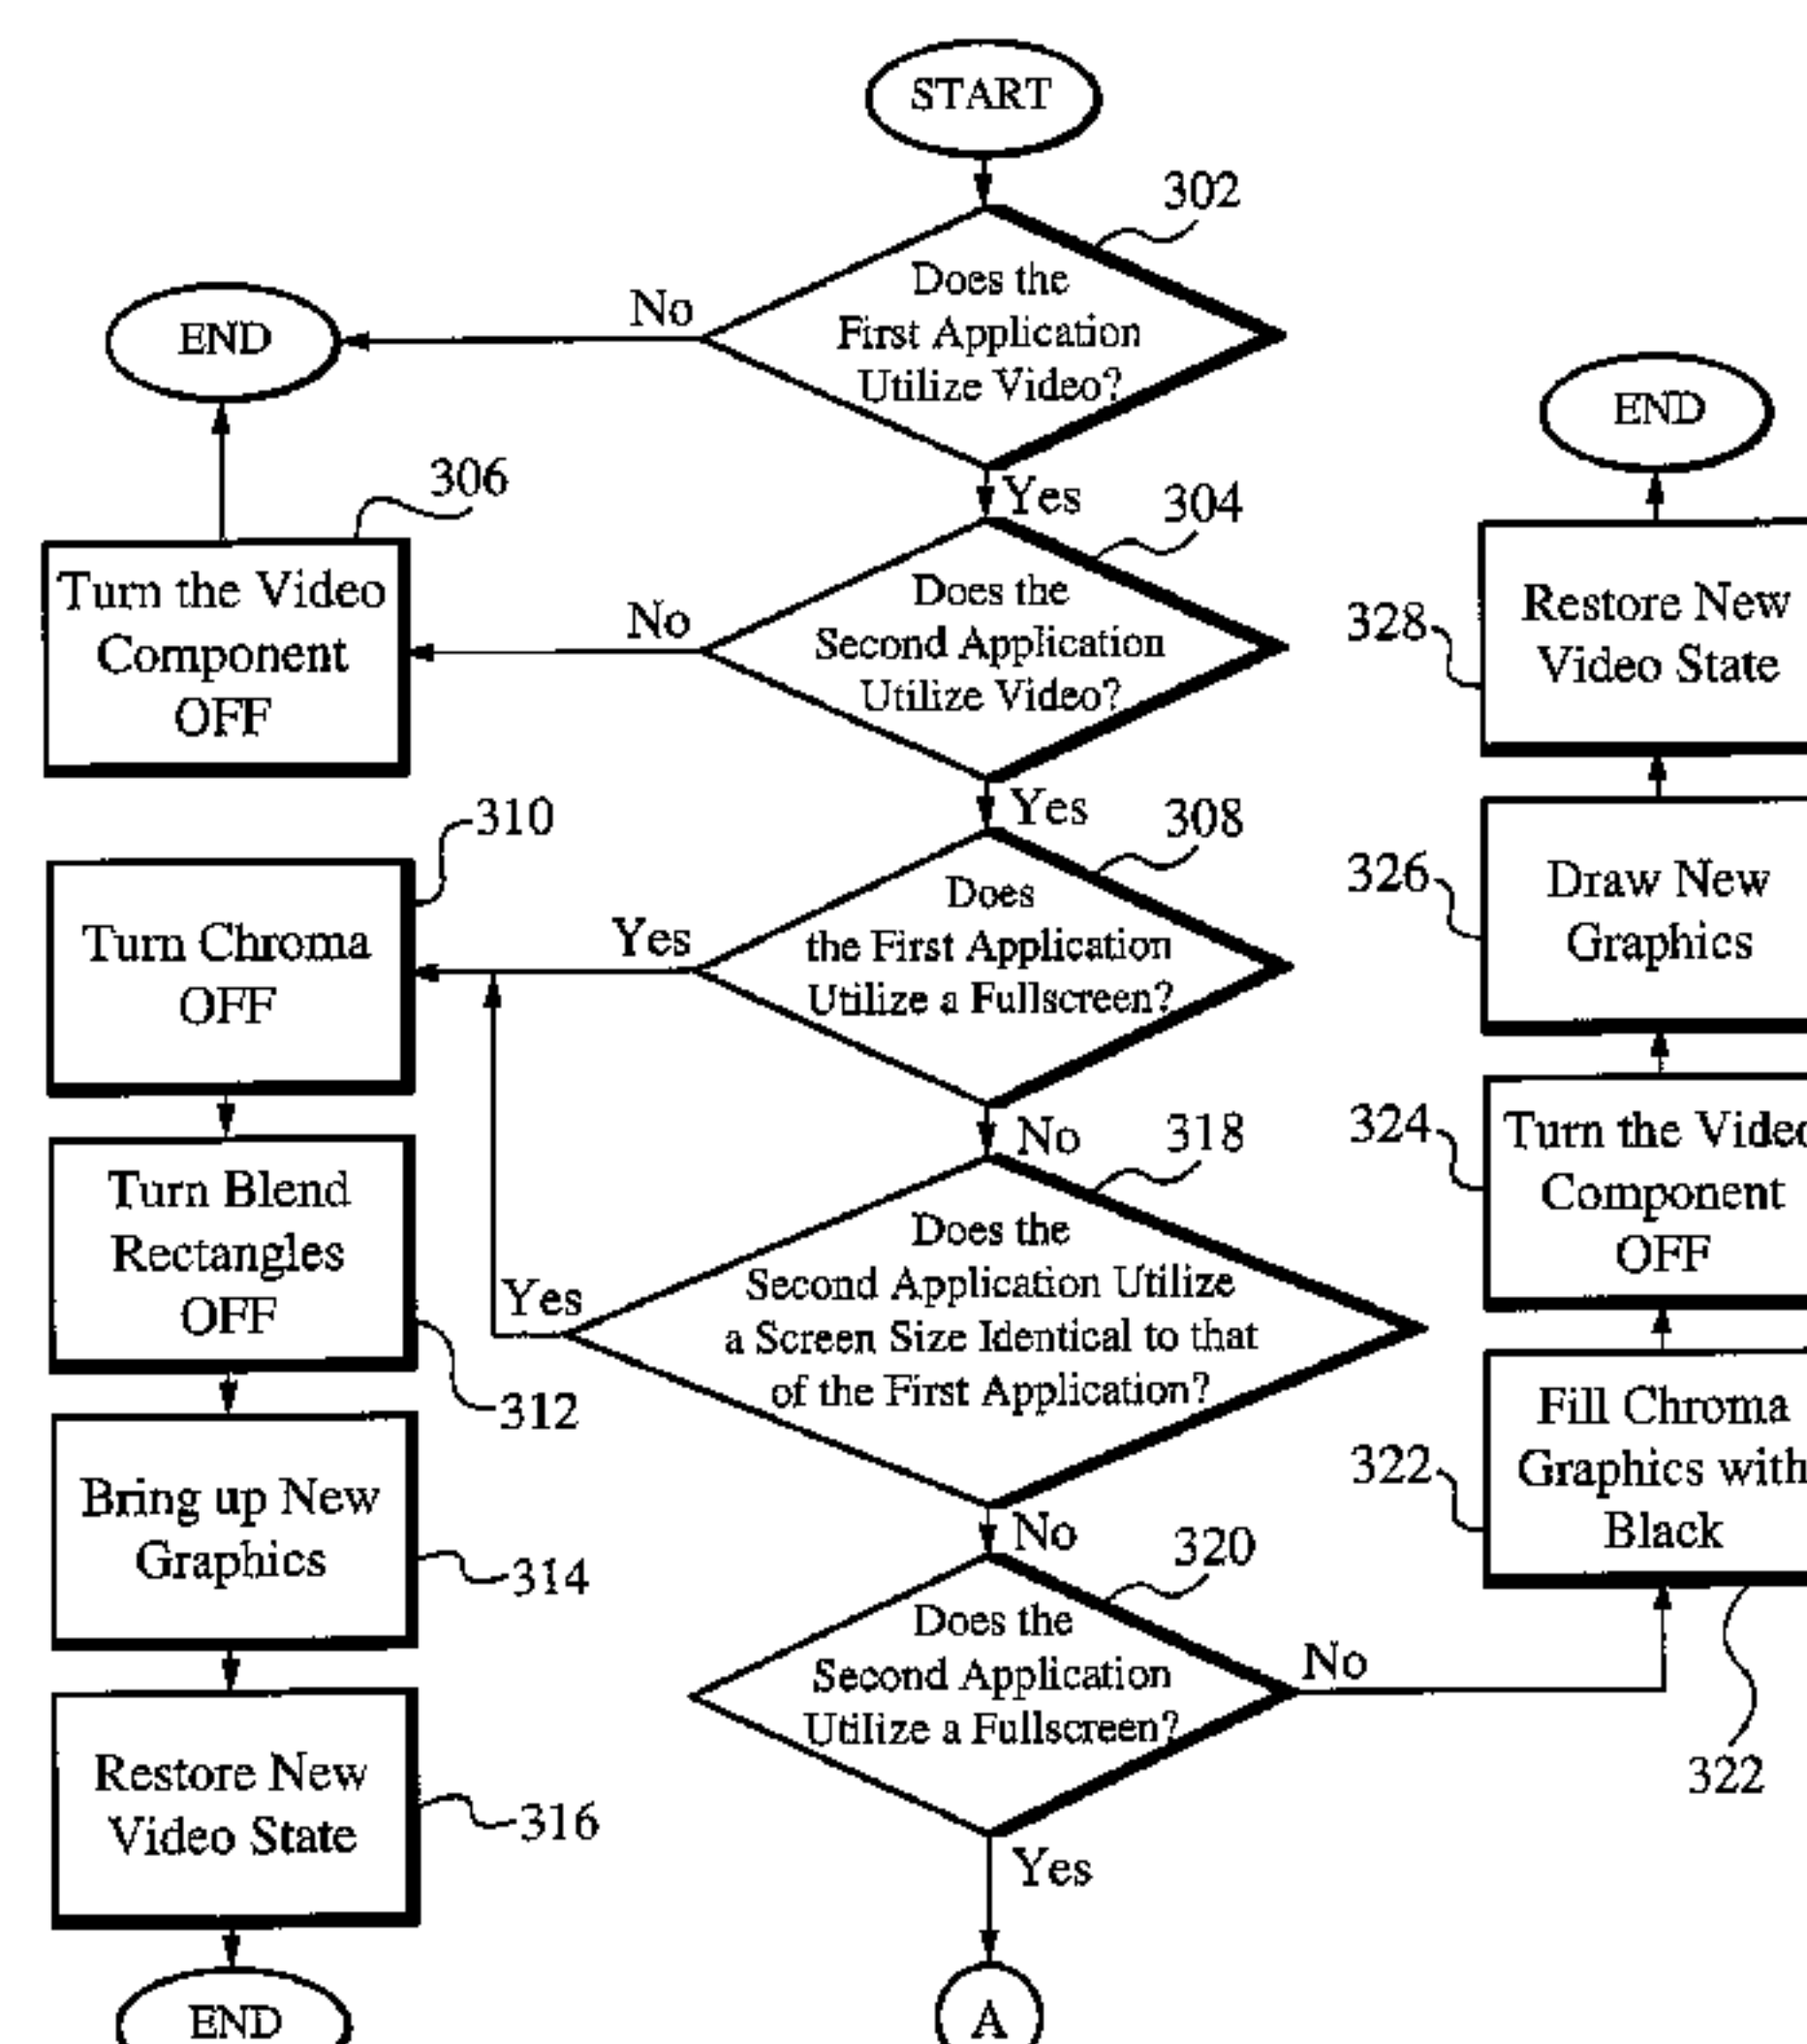 START
302
Does the
First Application
Utilize Video?
No
END
Yes
304
Does the
Second Application
Utilize Video?
No
306
Turn the Video
Component
OFF
Yes
308
Does
the First Application
Utilize a Fullscreen?
Yes
310
Turn Chroma
OFF
Turn Blend
Rectangles
OFF
312
Bring up New
Graphics
314
Restore New
Video State
316
END
No
318
Does the
Second Application Utilize
a Screen Size Identical to that
of the First Application?
Yes
No
320
Does the
Second Application
Utilize a Fullscreen?
No
Yes
A
322
Fill Chroma
Graphics with
Black
322
324
Turn the Video
Component
OFF
326
Draw New
Graphics
328
Restore New
Video State
END